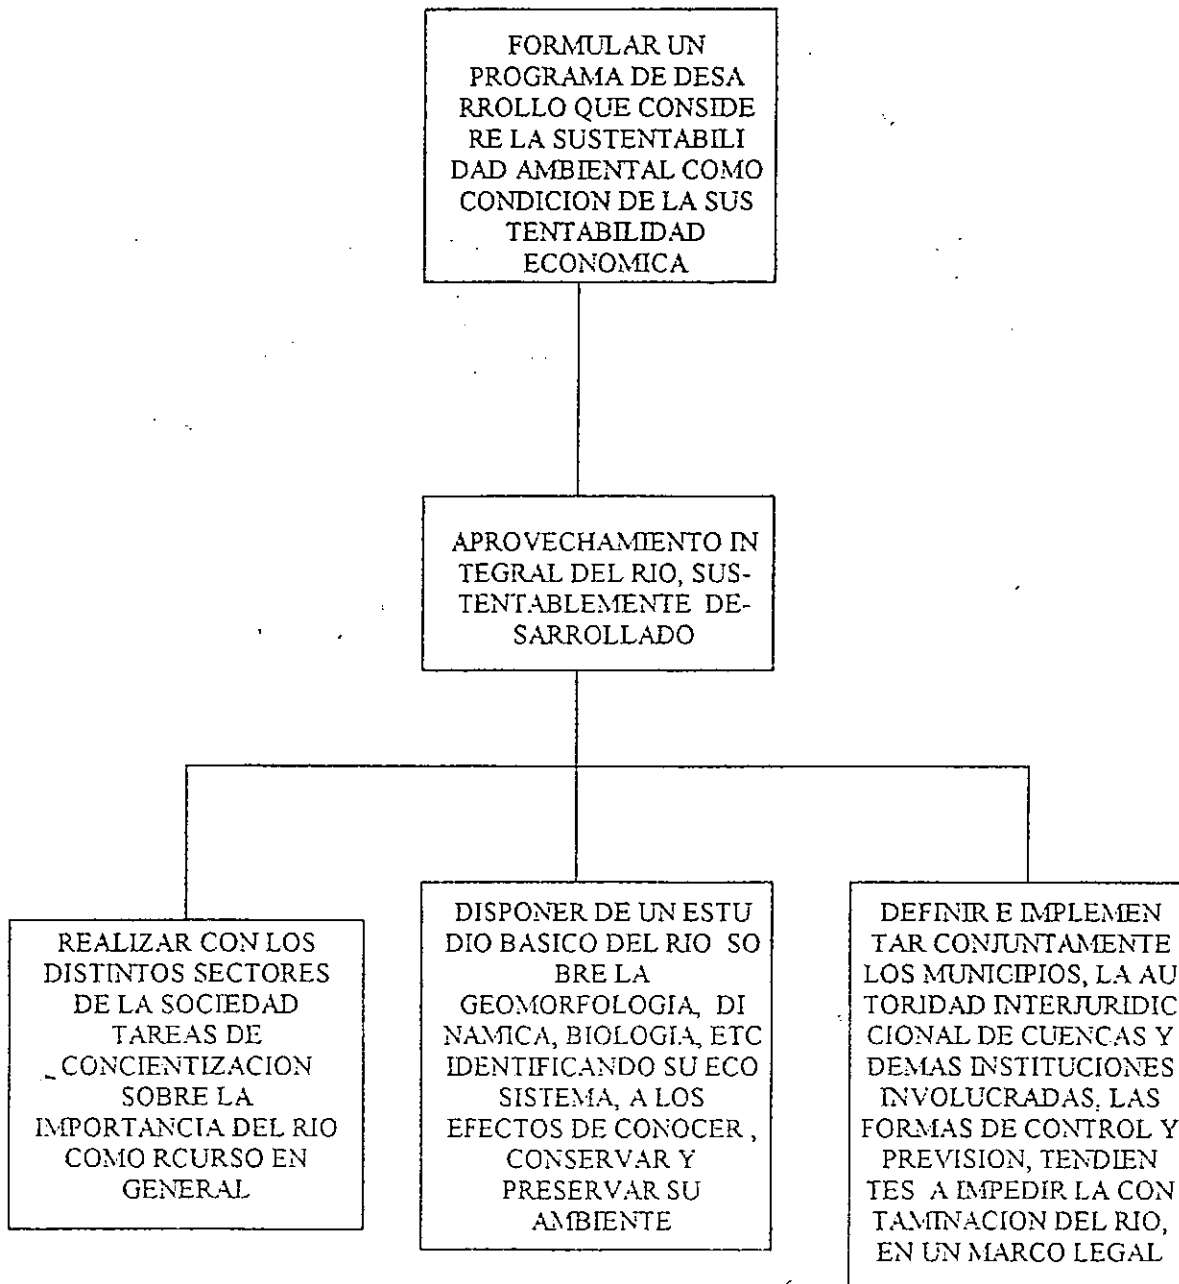 FORMULAR UN
PROGRAMA DE DESA
RROLLO QUE CONSIDE
RE LA SUSTENTABILI
DAD AMBIENTAL COMO
CONDICION DE LA SUS
TENTABILIDAD
ECONOMICA
APROVECHAMIENTO IN
TEGRAL DEL RIO, SUS-
TENTABLEMENTE DE-
SARROLLADO
REALIZAR CON LOS
DISTINTOS SECTORES
DE LA SOCIEDAD
TAREAS DE
CONCIENTIZACION
SOBRE LA
IMPORTANCIA DEL RIO
COMO RCURSO EN
GENERAL
DISPONER DE UN ESTU
DIO BASICO DEL RIO SO
BRE LA
GEOMORFOLOGIA, DI
NAMICA, BIOLOGIA, ETC
IDENTIFICANDO SU ECO
SISTEMA, A LOS
EFECTOS DE CONOCER ,
CONSERVAR Y
PRESERVAR SU
AMBIENTE
DEFINIR E IMPLEMEN
TAR CONJUNTAMENTE
LOS MUNICIPIOS, LA AU
TORIDAD INTERJURIDIC
CIONAL DE CUENCAS Y
DEMAS INSTITUCIONES
INVOLUCRADAS, LAS
FORMAS DE CONTROL Y
PREVISION, TENDIEN
TES A IMPEDIR LA CON
TAMINACION DEL RIO,
EN UN MARCO LEGAL